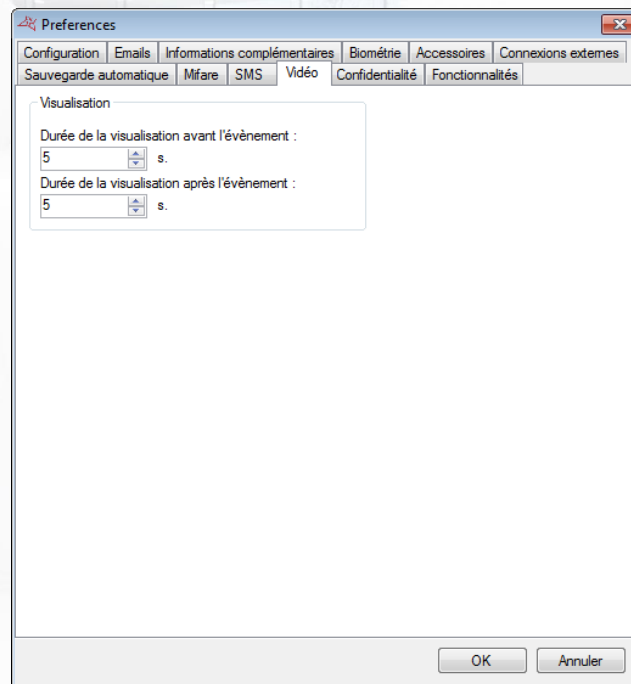 Preferences
Configuration Emails Informations complémentaires Biométrie Accessoires Connexions externes
Sauvegarde automatique Mifare SMS Vidéo Confidentialité Fonctionnalités
Visualisation
Durée de la visualisation avant l'évènement :
5 s.
Durée de la visualisation après l'évènement :
5 s.
OK Annuler